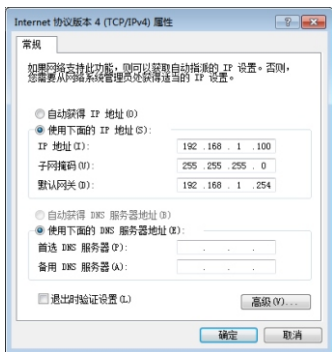 Internet 协议版本 4 (TCP/IPv4) 属性
常规
如果网络支持此功能，则可以获取自动指派的 IP 设置。否则，
您需要从网络系统管理员处获得适当的 IP 设置。
自动获得 IP 地址(O)
使用下面的 IP 地址(S):
IP 地址(I): 192 .168 . 1 .100
子网掩码(U): 255 .255 .255 . 0
默认网关(D): 192 .168 . 1 .254
自动获得 DNS 服务器地址(B)
使用下面的 DNS 服务器地址(E):
首选 DNS 服务器(P): . . .
备用 DNS 服务器(A): . . .
退出时验证设置(L)
高级(V)...
确定 取消